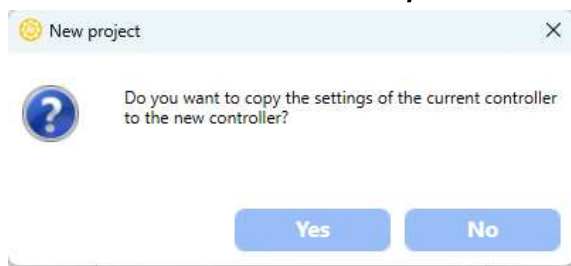 New project
Do you want to copy the settings of the current controller
to the new controller?
Yes
No